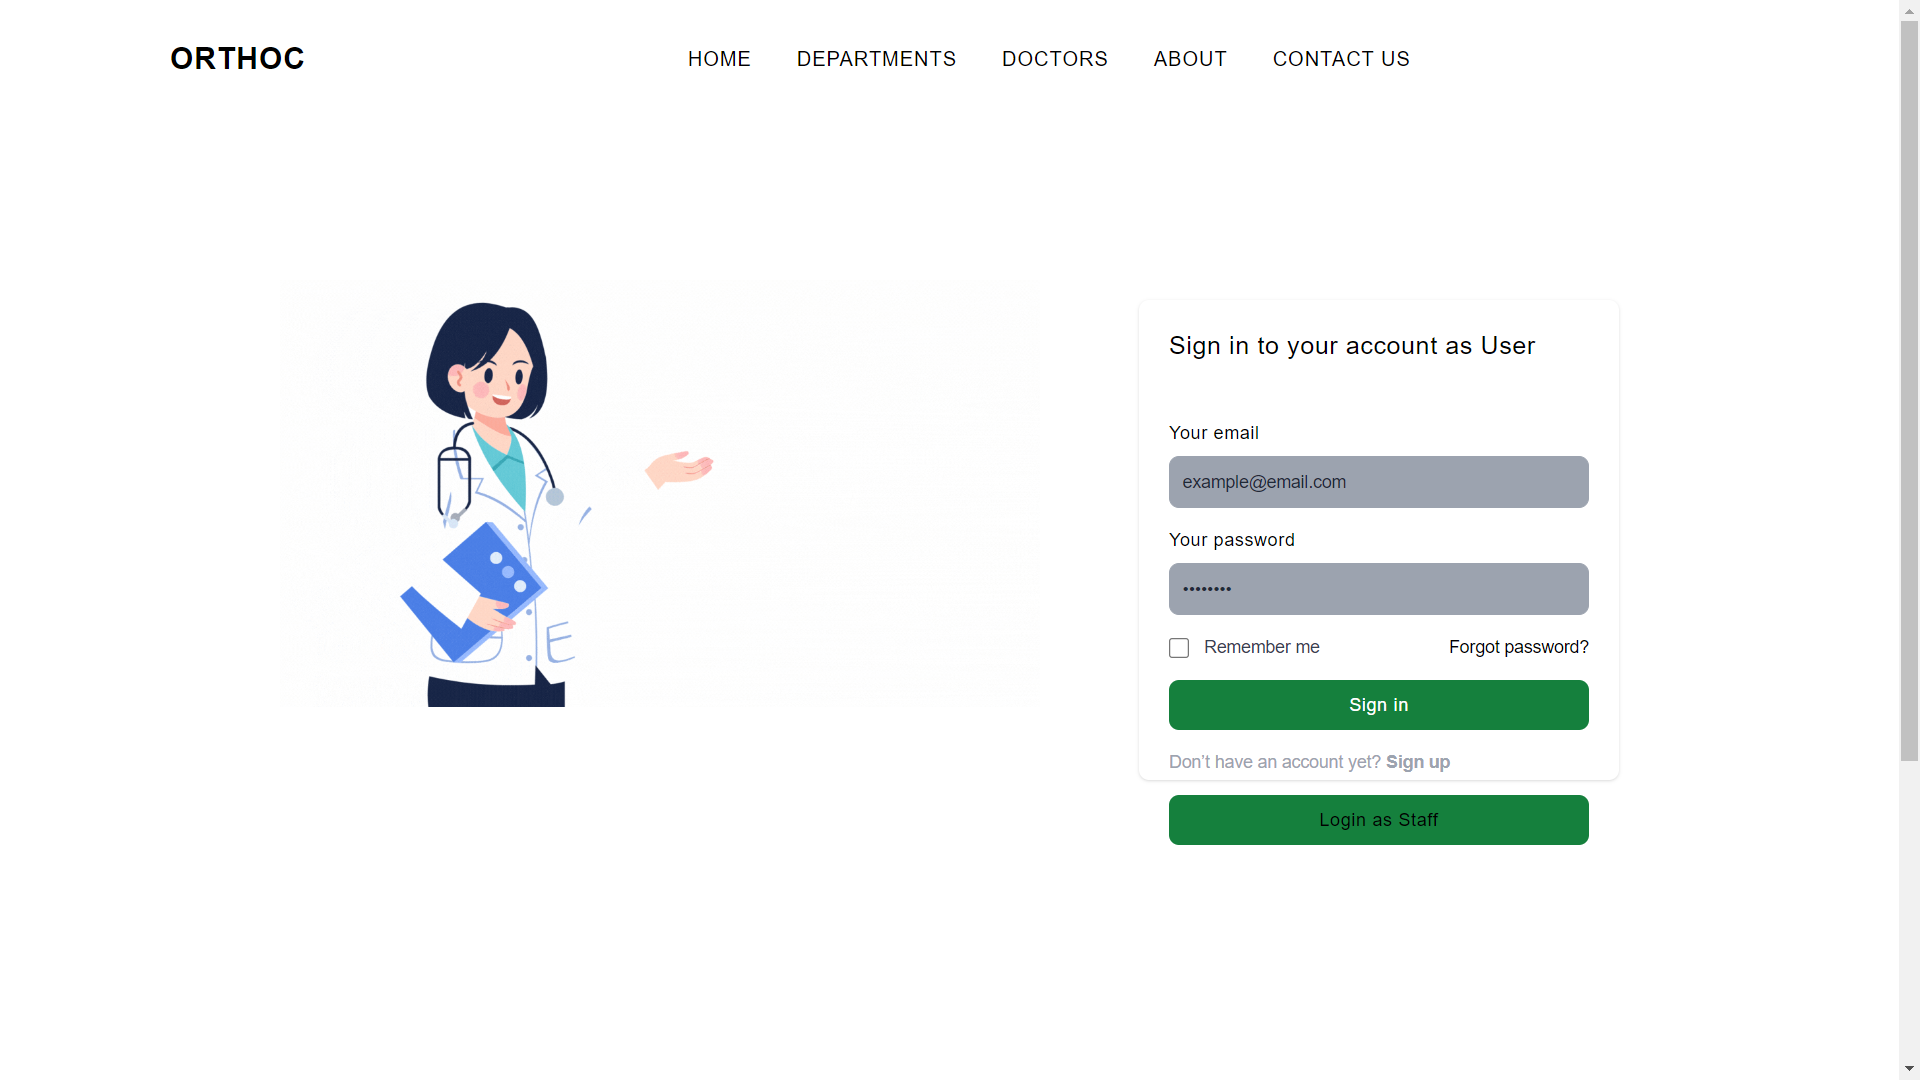 ORTHOC
HOME DEPARTMENTS DOCTORS ABOUT CONTACT US
Sign in to your account as User
Your email
example@email.com
Your password
••••••••
Remember me Forgot password?
Sign in
Don’t have an account yet? Sign up
Login as Staff